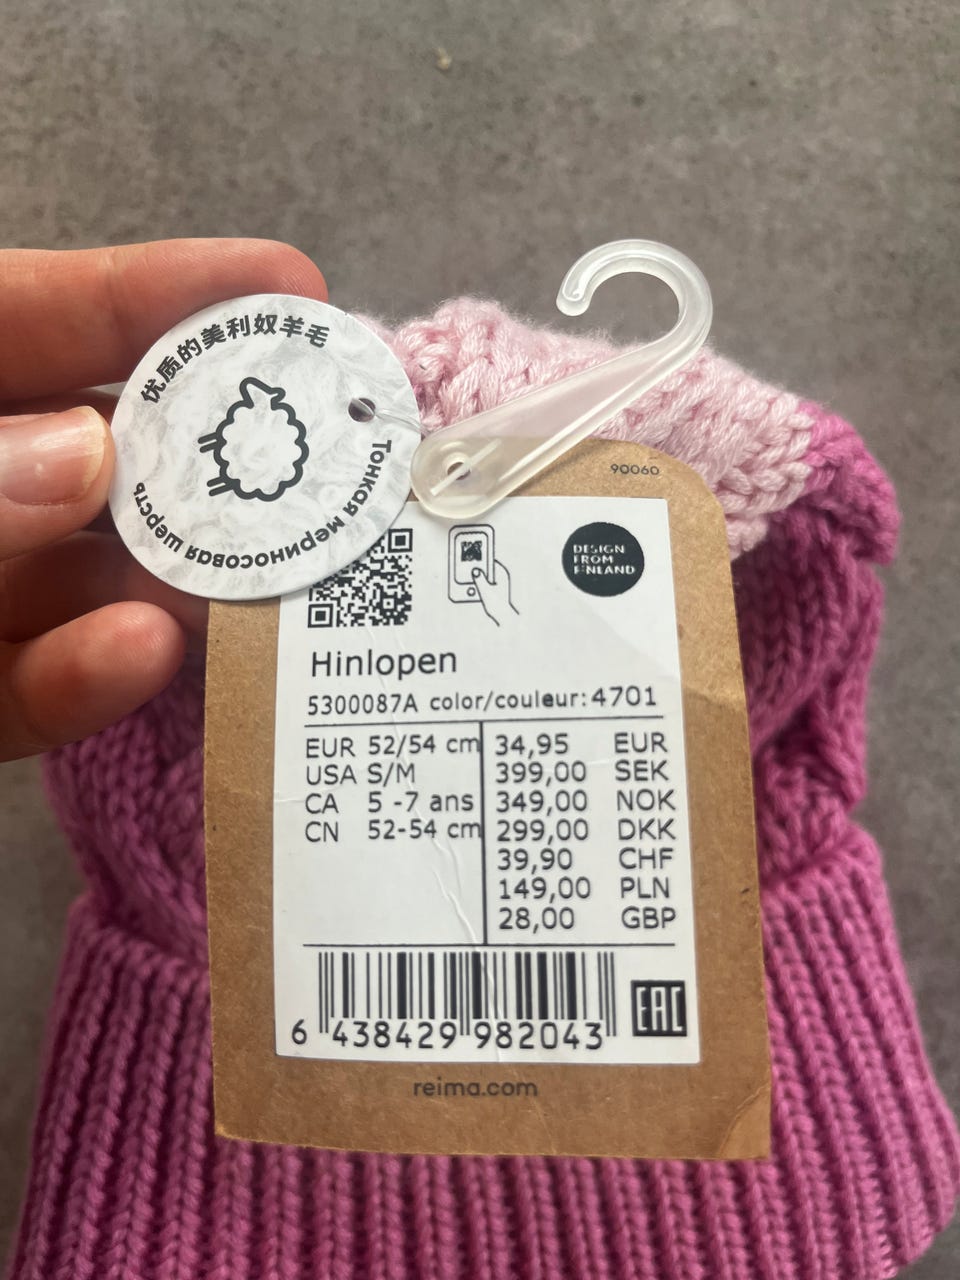 优质的美利奴羊毛
Тонкая мериносовая шерсть
90060
DESIGN
FROM
FINLAND
Hinlopen
5300087A color/couleur: 4701
EUR 52/54 cm 34,95 EUR
USA S/M 399,00 SEK
CA 5 -7 ans 349,00 NOK
CN 52-54 cm 299,00 DKK
39,90 CHF
149,00 PLN
28,00 GBP
6 438429 982043
EAC
reima.com